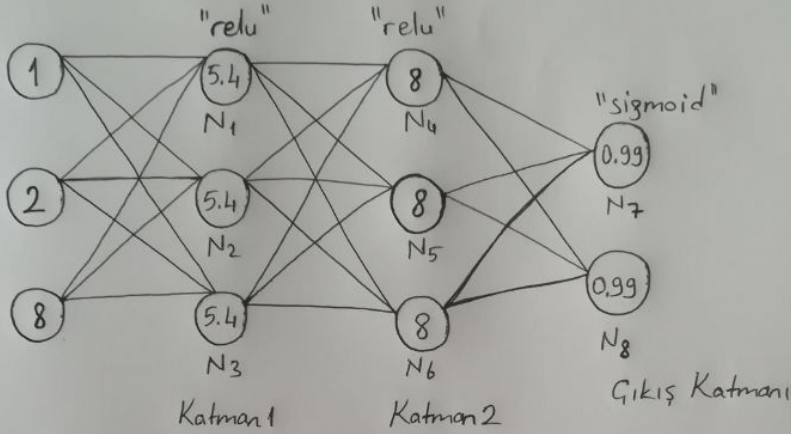 "relu" "relu"
1 5.4 8
N1 N4
"sigmoid"
0.99
2 5.4 8
N7
N2 N5
0.99
8 5.4 8
N8
N3 N6
Çıkış Katmanı
Katman1 Katman2